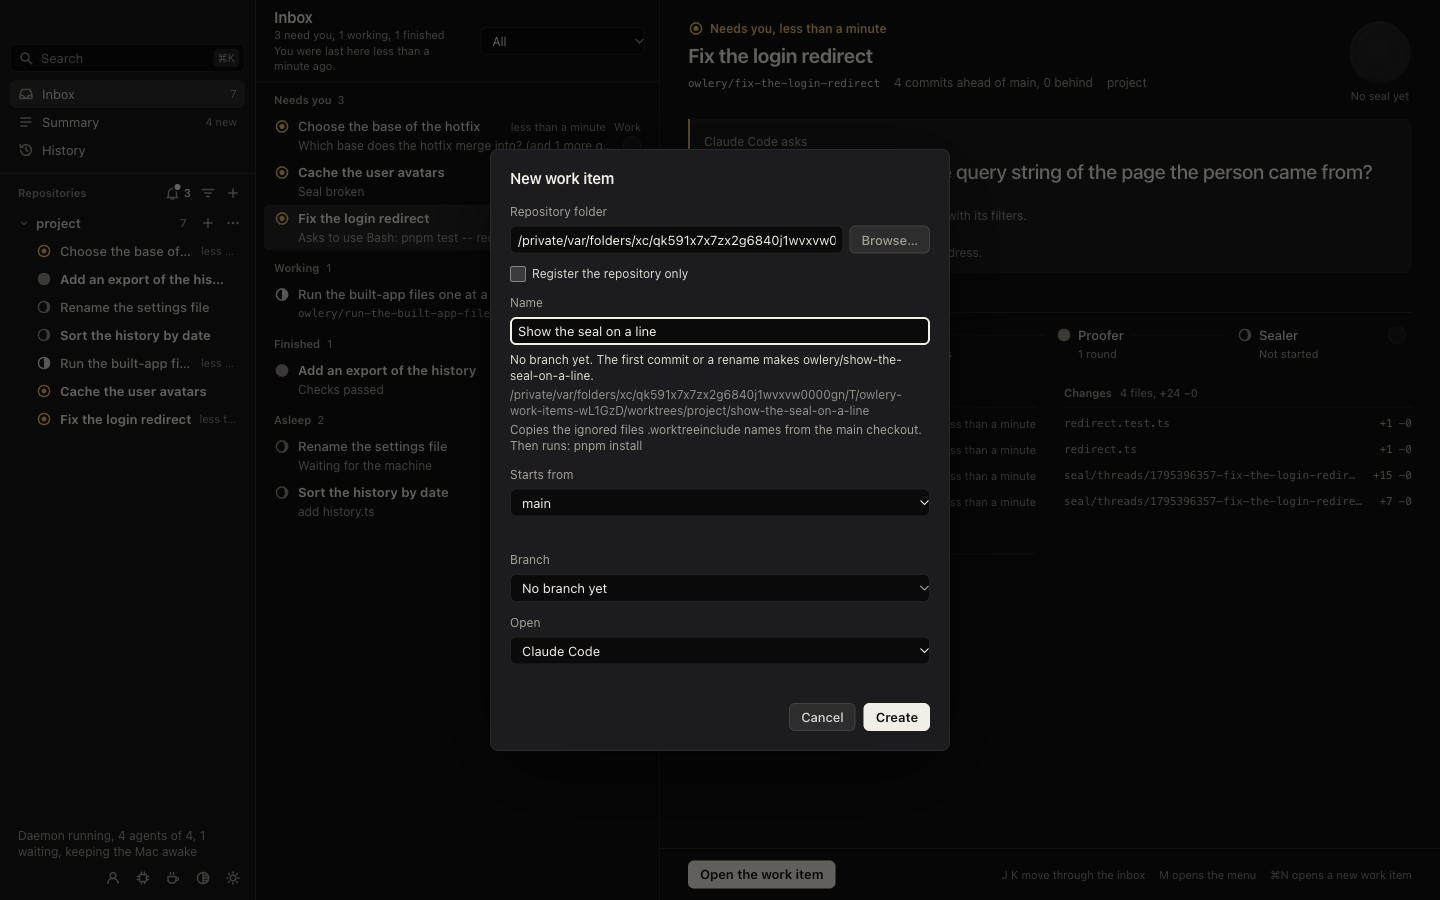 Search ⌘K
Inbox 7
Summary 4 new
History
Repositories 3
project 7
Choose the base of... less ...
Add an export of the his...
Rename the settings file
Sort the history by date
Run the built-app fi... less ...
Cache the user avatars
Fix the login redirect less t...
Daemon running, 4 agents of 4, 1
waiting, keeping the Mac awake
Inbox
3 need you, 1 working, 1 finished
You were last here less than a
minute ago.
All
Needs you 3
Choose the base of the hotfix less than a minute Work
Which base does the hotfix merge into? (and 1 more q...
Cache the user avatars
Seal broken
Fix the login redirect
Asks to use Bash: pnpm test -- re
Working 1
Run the built-app files one at a
owlery/run-the-built-app-file
Finished 1
Add an export of the history
Checks passed
Asleep 2
Rename the settings file
Waiting for the machine
Sort the history by date
add history.ts
Needs you, less than a minute
Fix the login redirect
owlery/fix-the-login-redirect 4 commits ahead of main, 0 behind project
No seal yet
Claude Code asks
query string of the page the person came from?
with its filters.
dress.
Proofer
1 round
Sealer
Not started
Changes 4 files, +24 −0
ss than a minute
redirect.test.ts +1 −0
ss than a minute
redirect.ts +1 −0
ss than a minute
seal/threads/1795396357-fix-the-login-redir... +15 −0
ss than a minute
seal/threads/1795396357-fix-the-login-redire... +7 −0
Open the work item
J K move through the inbox M opens the menu ⌘N opens a new work item
New work item
Repository folder
/private/var/folders/xc/qk591x7x7zx2g6840j1wvxvw0
Browse...
Register the repository only
Name
Show the seal on a line
No branch yet. The first commit or a rename makes owlery/show-the-
seal-on-a-line.
/private/var/folders/xc/qk591x7x7zx2g6840j1wvxvw0000gn/T/owlery-
work-items-wL1GzD/worktrees/project/show-the-seal-on-a-line
Copies the ignored files .worktreeinclude names from the main checkout.
Then runs: pnpm install
Starts from
main
Branch
No branch yet
Open
Claude Code
Cancel
Create